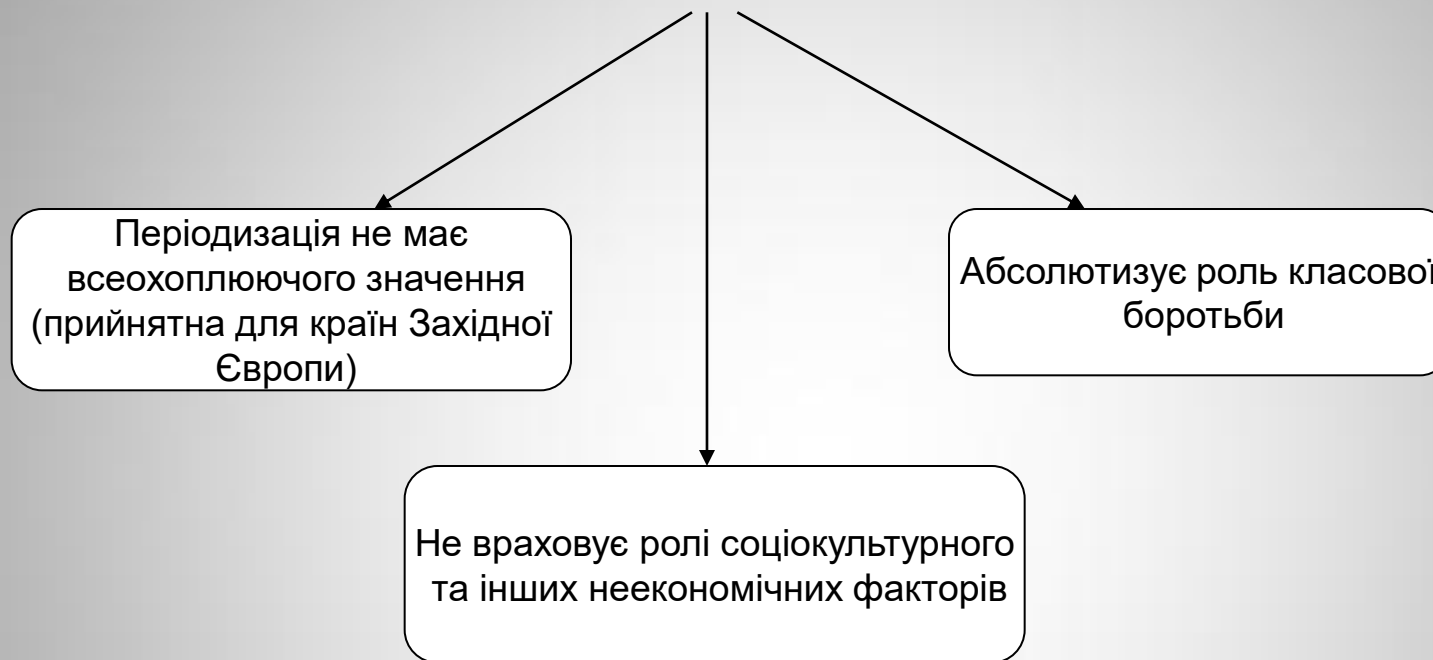 Періодизація не має
всеохоплюючого значення
(прийнятна для країн Західної
Європи)
Абсолютизує роль класової
боротьби
Не враховує ролі соціокультурного
та інших неекономічних факторів